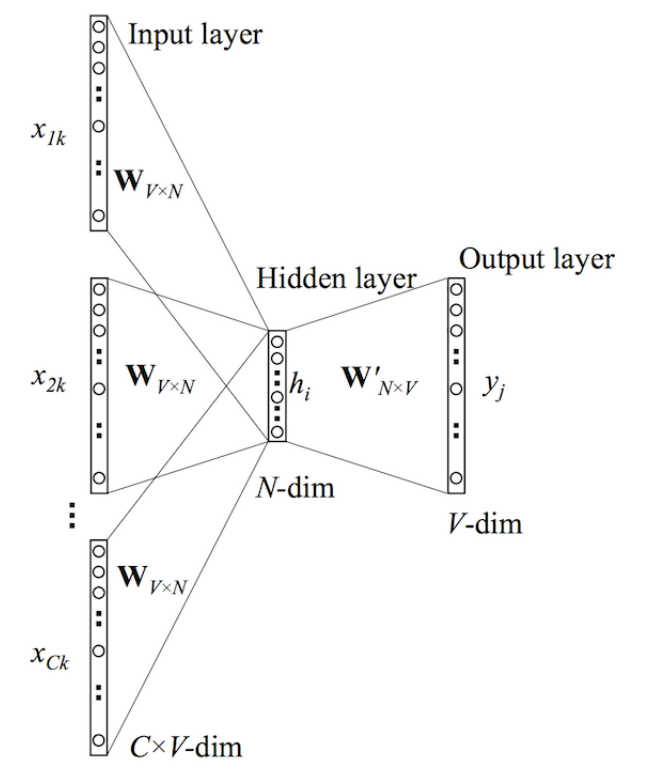 Input layer
x1k
WV×N
Hidden layer
Output layer
x2k
WV×N
hi
W'N×V
yj
N-dim
V-dim
WV×N
xCk
C×V-dim